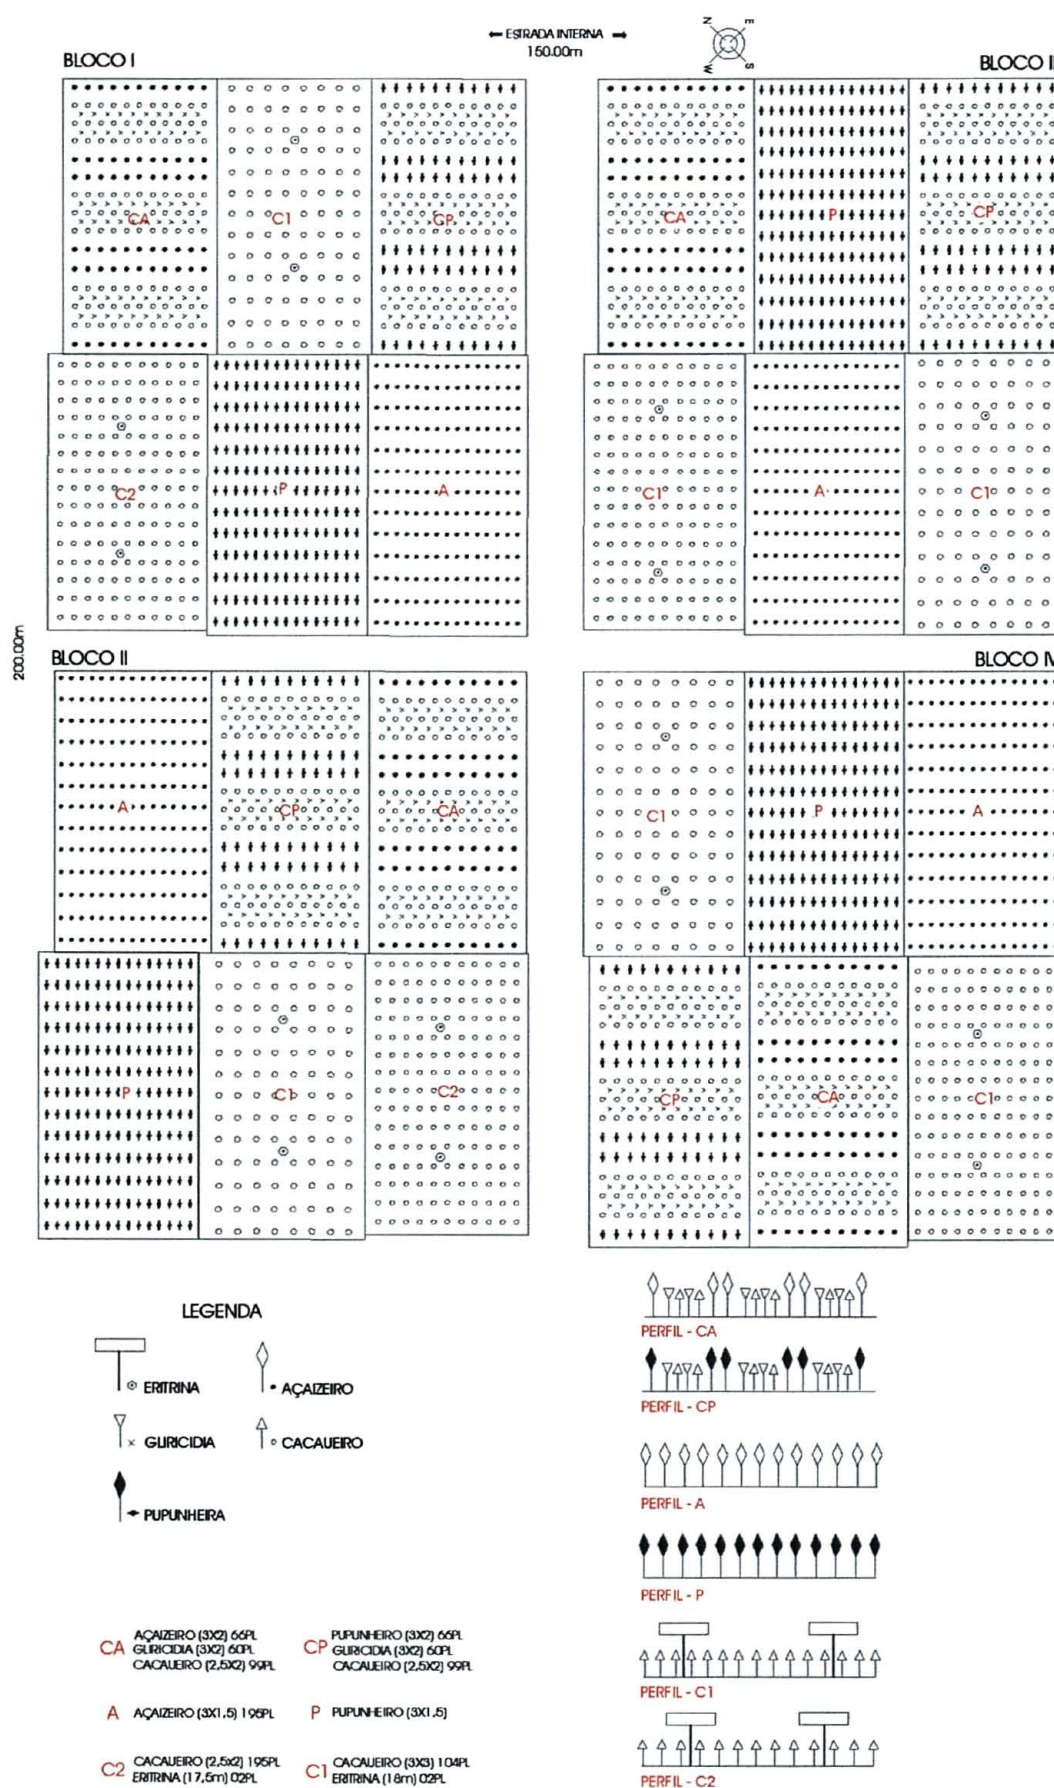 ← ESTRADA INTERNA →
150.00m
N
E
W
S
BLOCO I
BLOCO II
CA
C1
CP
CA
P
CP
C2
P
A
C1
A
C1
200.00m
BLOCO II
BLOCO IV
A
CP
CA
C1
P
A
P
C1
C2
CP
CA
C1
LEGENDA
ERITRINA
AÇAIZEIRO
GLIRICIDIA
CACAUEIRO
PUPUNHEIRA
PERFIL - CA
PERFIL - CP
PERFIL - A
PERFIL - P
PERFIL - C1
PERFIL - C2
CA
AÇAIZEIRO (3X2) 66PL
GLIRICIDIA (3X2) 60PL
CACAUEIRO (2,5X2) 99PL
CP
PUPUNHEIRO (3X2) 66PL
GLIRICIDIA (3X2) 60PL
CACAUEIRO (2,5X2) 99PL
A AÇAIZEIRO (3X1,5) 195PL
P PUPUNHEIRO (3X1,5)
C2
CACAUEIRO (2,5x2) 195PL
ERITRINA (17,5m) 02PL
C1
CACAUEIRO (3X3) 104PL
ERITRINA (18m) 02PL